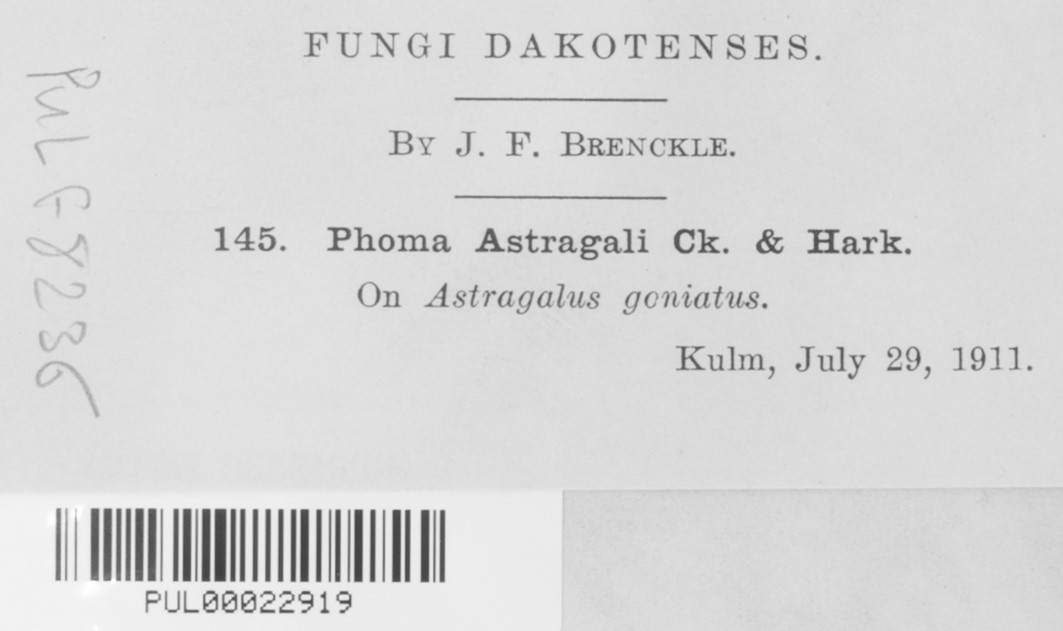 FUNGI DAKOTENSES.
BY J. F. BRENCKLE.
145. Phoma Astragali Ck. & Hark.
On Astragalus goniatus.
Kulm, July 29, 1911.
PUL F8236
PUL00022919